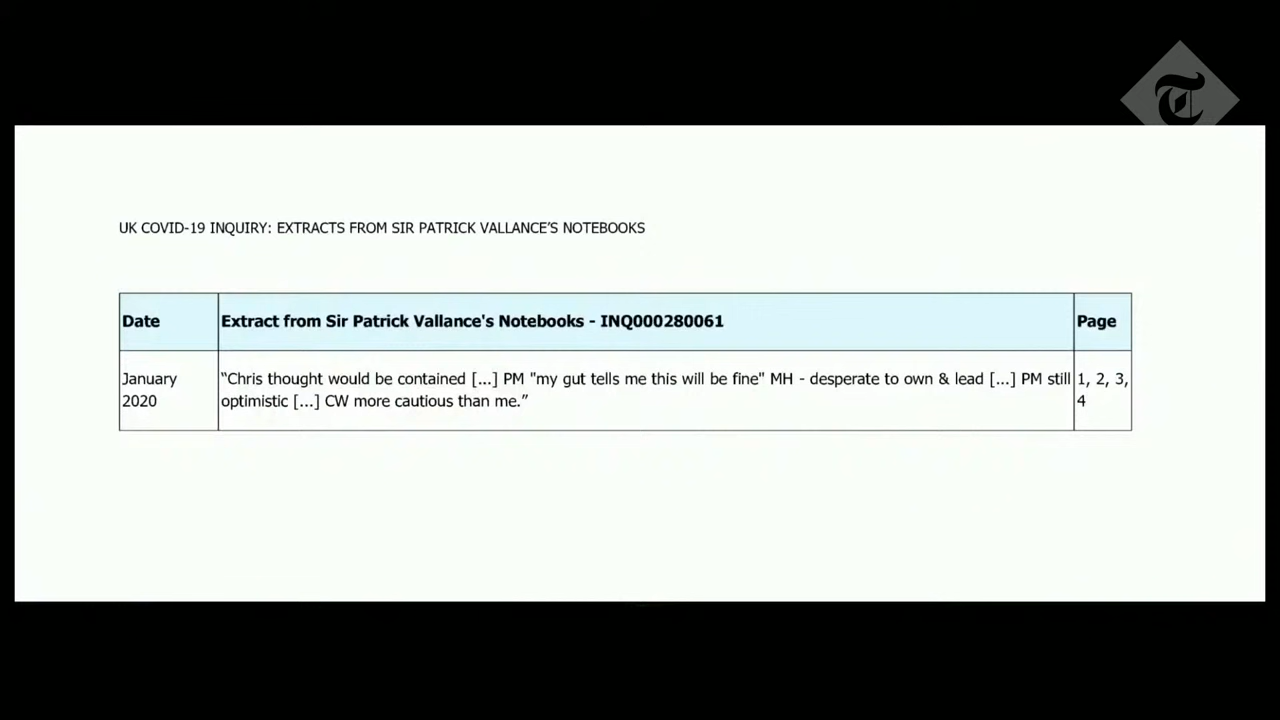 UK COVID-19 INQUIRY: EXTRACTS FROM SIR PATRICK VALLANCE'S NOTEBOOKS
Date
Extract from Sir Patrick Vallance's Notebooks - INQ000280061
Page
January
2020
“Chris thought would be contained [...] PM "my gut tells me this will be fine" MH - desperate to own & lead [...] PM still
optimistic [...] CW more cautious than me.”
1, 2, 3,
4